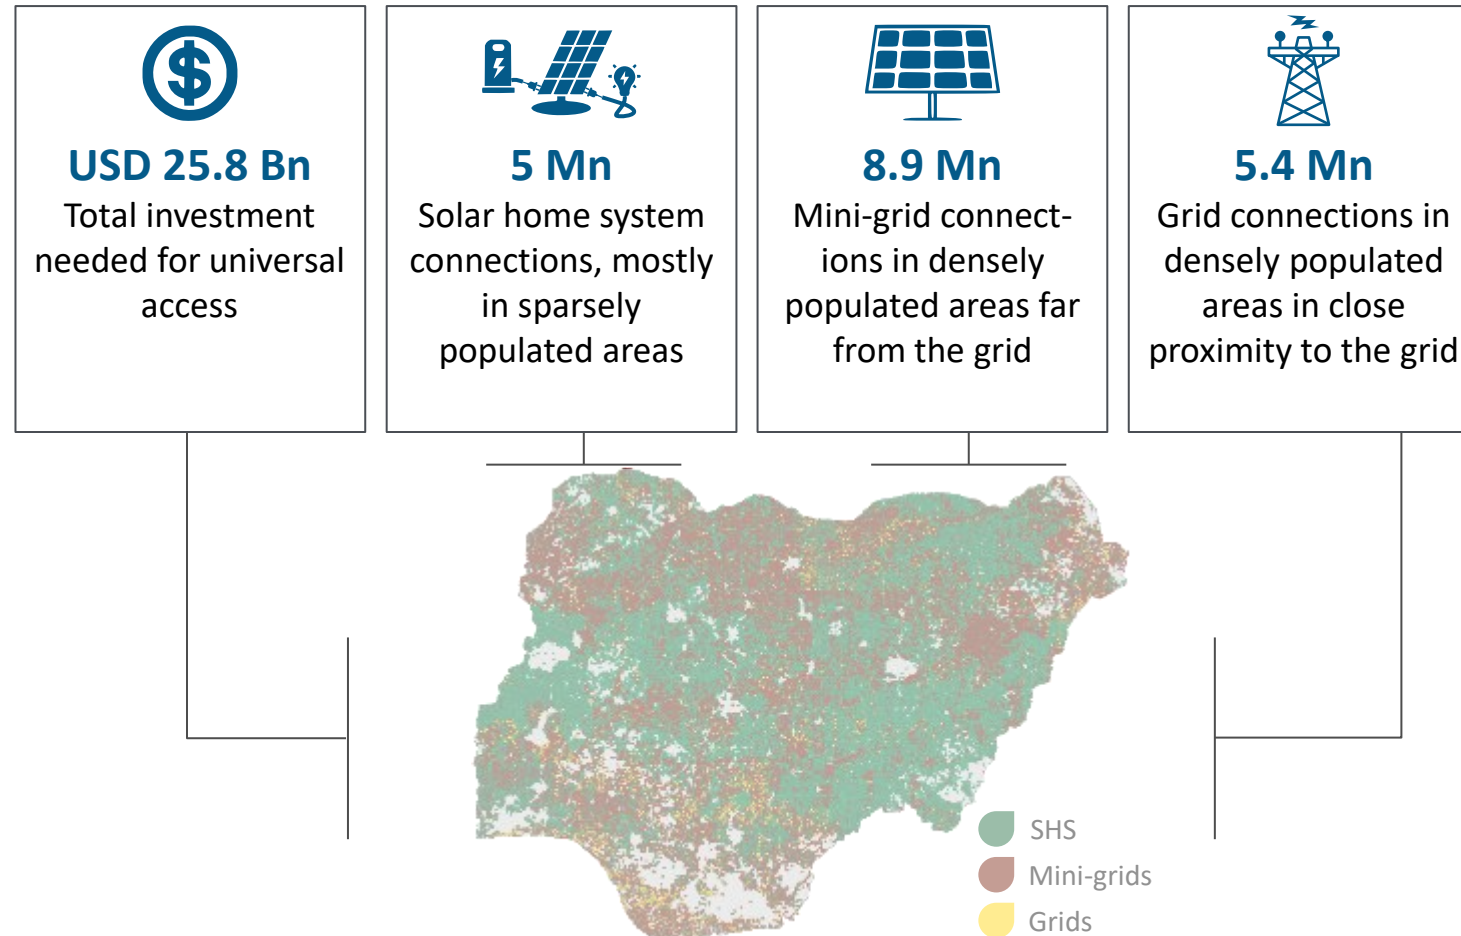 USD 25.8 Bn
Total investment
needed for universal
access
5 Mn
Solar home system
connections, mostly
in sparsely
populated areas
8.9 Mn
Mini-grid connect-
ions in densely
populated areas far
from the grid
5.4 Mn
Grid connections in
densely populated
areas in close
proximity to the grid
SHS
Mini-grids
Grids